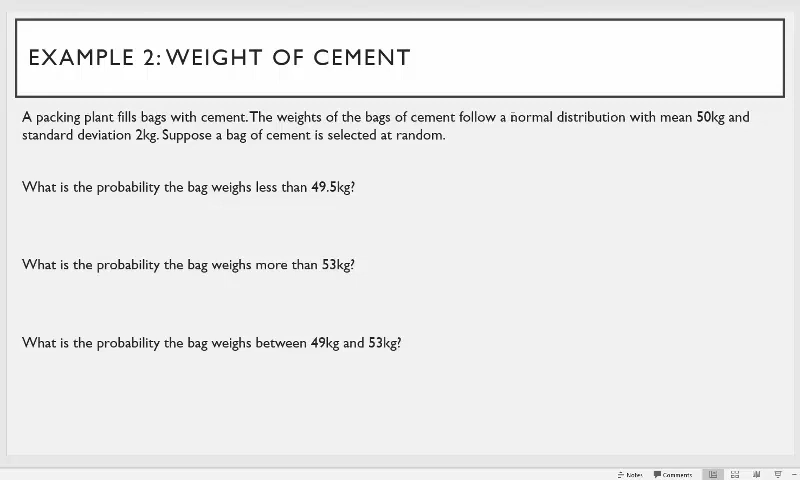 EXAMPLE 2: WEIGHT OF CEMENT
A packing plant fills bags with cement. The weights of the bags of cement follow a normal distribution with mean 50kg and
standard deviation 2kg. Suppose a bag of cement is selected at random.
What is the probability the bag weighs less than 49.5kg?
What is the probability the bag weighs more than 53kg?
What is the probability the bag weighs between 49kg and 53kg?
Notes Comments